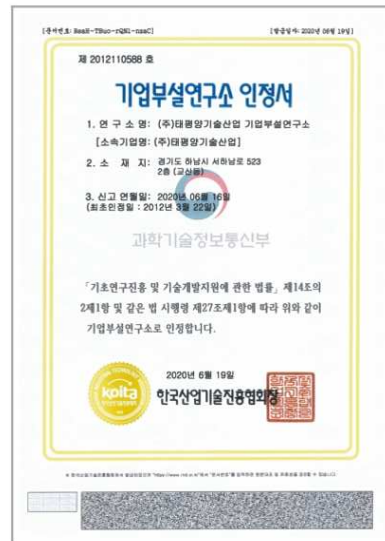 제 2012110588 호
기업부설연구소 인정서
1. 연 구 소 명: (주)태평양기술산업 기업부설연구소
[소속기업명: (주)태평양기술산업]
2. 소 재 지: 경기도 하남시 서하남로 523
2층 (교산동)
3. 신고 연월일: 2020년 06월 16일
(최초인정일 : 2012년 3월 22일)
과학기술정보통신부
「기초연구진흥 및 기술개발지원에 관한 법률」제14조의
2제1항 및 같은 법 시행령 제27조제1항에 따라 위와 같이
기업부설연구소로 인정합니다.
2020년 6월 19일
koita
한국산업기술진흥협회장